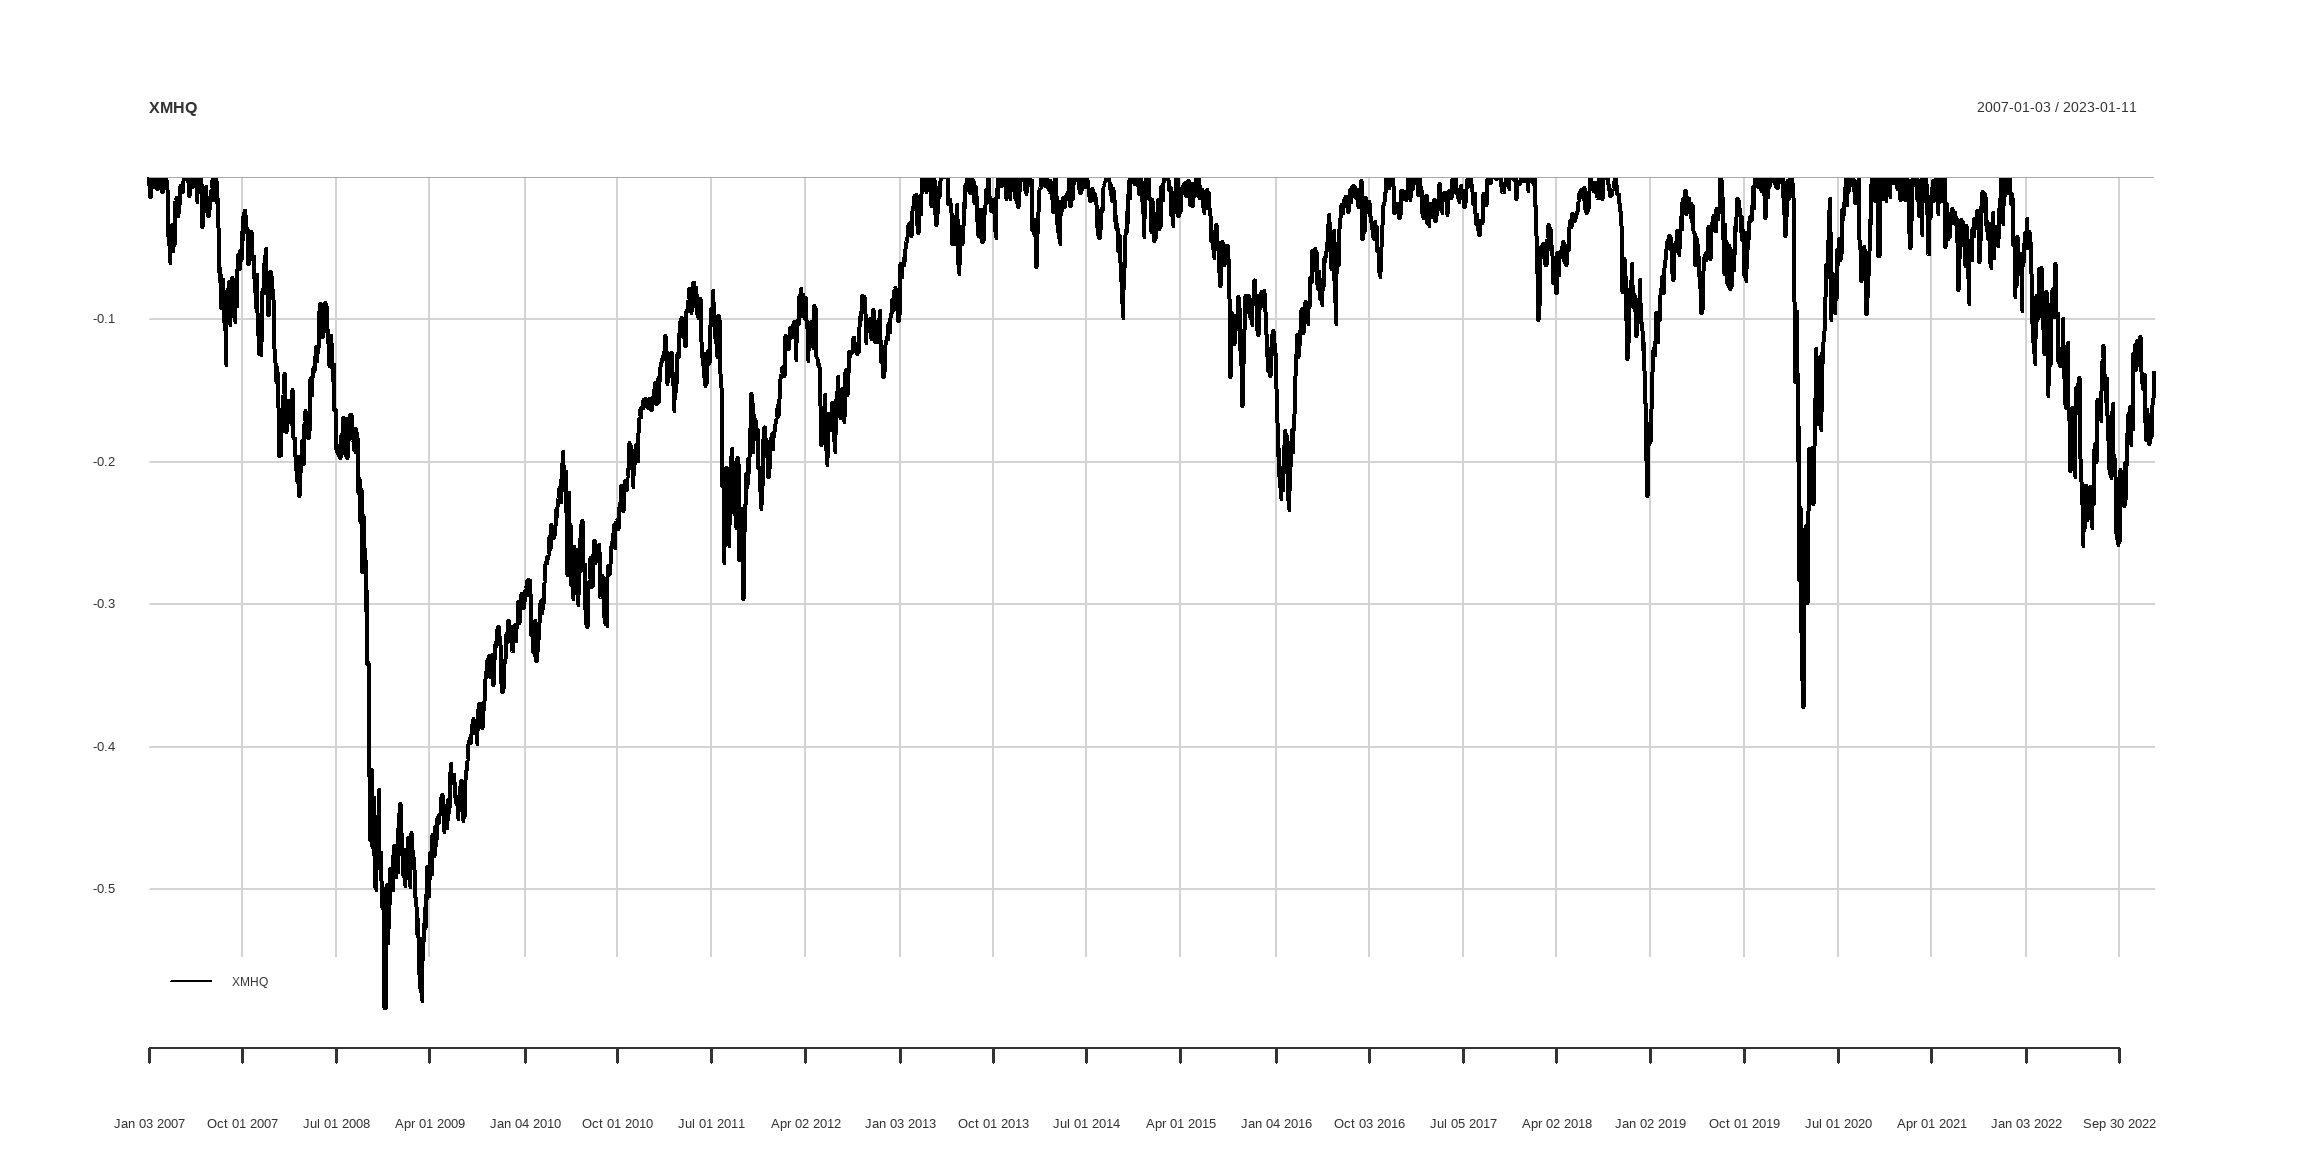 XMHQ 2007-01-03 / 2023-01-11
-0.1
-0.2
-0.3
-0.4
-0.5
XMHQ
Jan 03 2007 Oct 01 2007 Jul 01 2008 Apr 01 2009 Jan 04 2010 Oct 01 2010 Jul 01 2011 Apr 02 2012 Jan 03 2013 Oct 01 2013 Jul 01 2014 Apr 01 2015 Jan 04 2016 Oct 03 2016 Jul 05 2017 Apr 02 2018 Jan 02 2019 Oct 01 2019 Jul 01 2020 Apr 01 2021 Jan 03 2022 Sep 30 2022